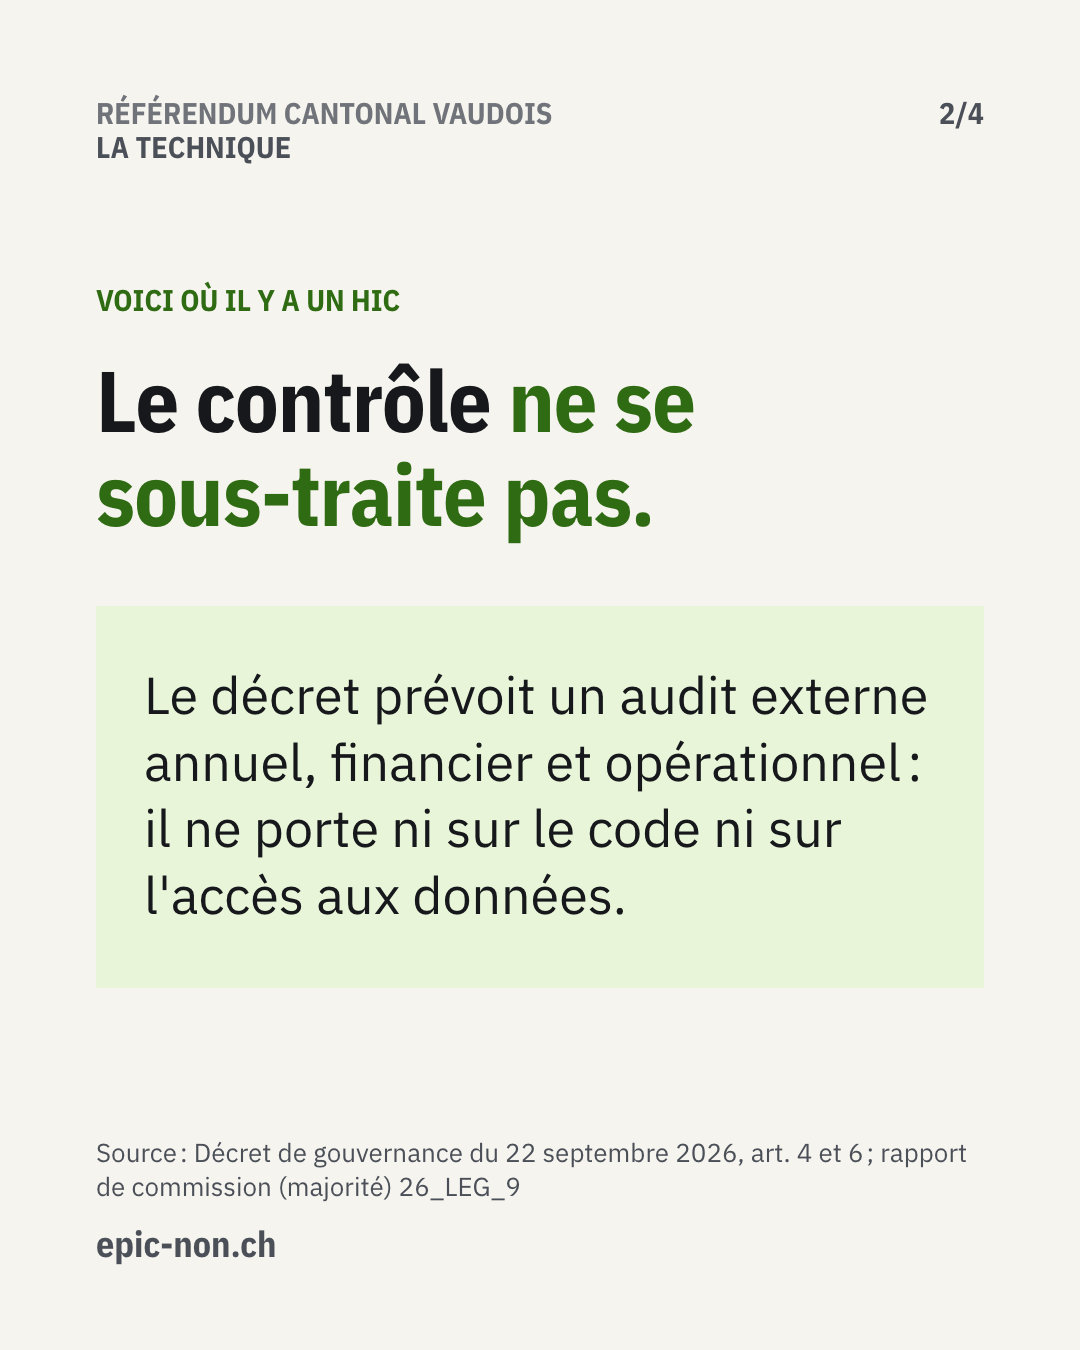 RÉFÉRENDUM CANTONAL VAUDOIS
LA TECHNIQUE
2/4
VOICI OÙ IL Y A UN HIC
Le contrôle ne se
sous-traite pas.
Le décret prévoit un audit externe
annuel, financier et opérationnel :
il ne porte ni sur le code ni sur
l'accès aux données.
Source : Décret de gouvernance du 22 septembre 2026, art. 4 et 6 ; rapport
de commission (majorité) 26_LEG_9
epic-non.ch